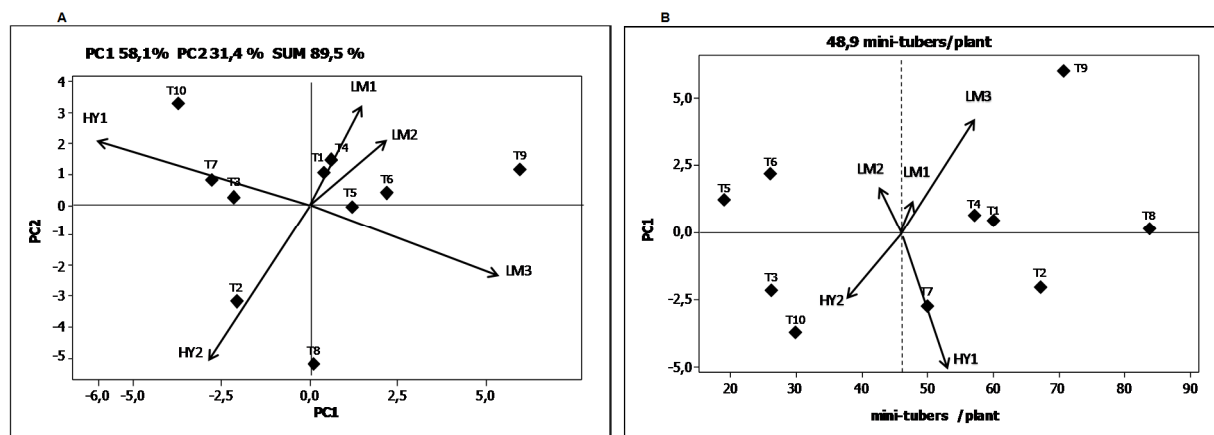 A
PC1 58,1% PC2 31,4 % SUM 89,5 %
4
3
2
1
0
-1
-2
-3
-4
-5
PC2
T10
HY1
LM1
LM2
T4
T1
T7
T3
T9
T6
T5
LM3
T2
HY2
T8
-6,0 -5,0 -2,5 0,0 2,5 5,0
PC1
B
48,9 mini-tubers/plant
5,0
2,5
0,0
-2,5
-5,0
PC1
T9
LM3
T6
LM2
LM1
T5
T4
T1
T8
T3
HY2
T7
T2
T10
HY1
20 30 40 50 60 70 80 90
mini-tubers /plant